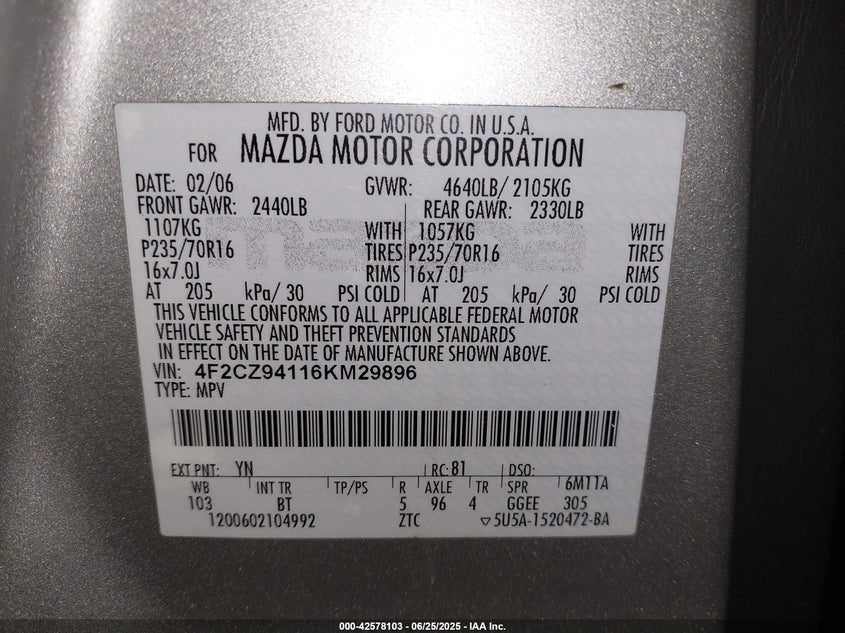 MFD. BY FORD MOTOR CO. IN U.S.A.
FOR MAZDA MOTOR CORPORATION
DATE: 02/06 GVWR: 4640LB/ 2105KG
FRONT GAWR: 2440LB REAR GAWR: 2330LB
1107KG WITH 1057KG WITH
P235/70R16 TIRES P235/70R16 TIRES
16x7.0J RIMS 16x7.0J RIMS
AT 205 kPa/ 30 PSI COLD AT 205 kPa/ 30 PSI COLD
THIS VEHICLE CONFORMS TO ALL APPLICABLE FEDERAL MOTOR
VEHICLE SAFETY AND THEFT PREVENTION STANDARDS
IN EFFECT ON THE DATE OF MANUFACTURE SHOWN ABOVE.
VIN: 4F2CZ94116KM29896
TYPE: MPV
EXT PNT: YN RC: 81 DSO:
WB INT TR TP/PS R AXLE TR SPR 6M11A
103 BT 5 96 4 GGEE 305
1200602104992 ZTC ▽5U5A-1520472-BA
000-42578103 - 06/25/2025 - IAA Inc.